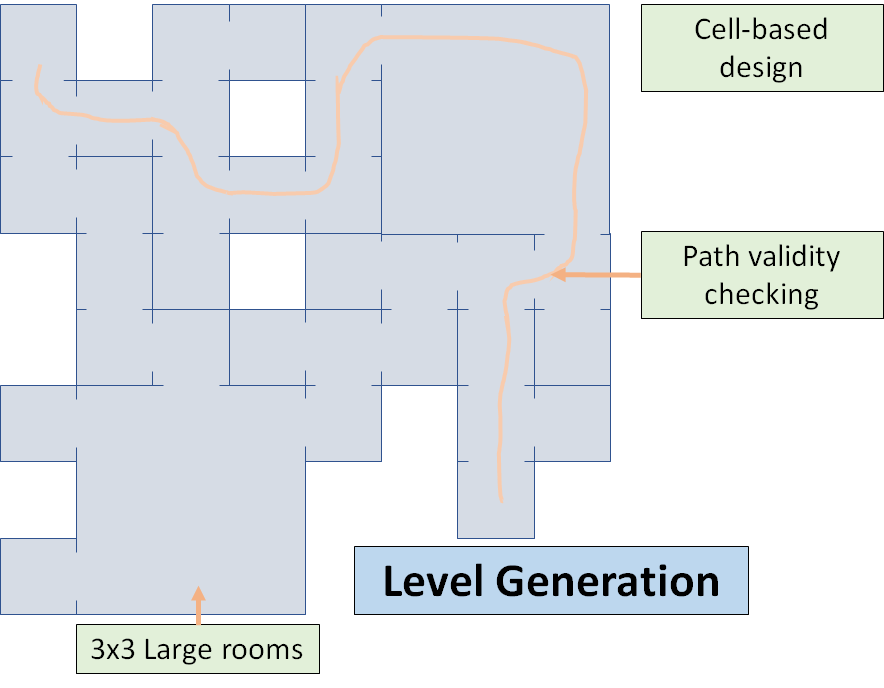 Cell-based
design
Path validity
checking
Level Generation
3x3 Large rooms